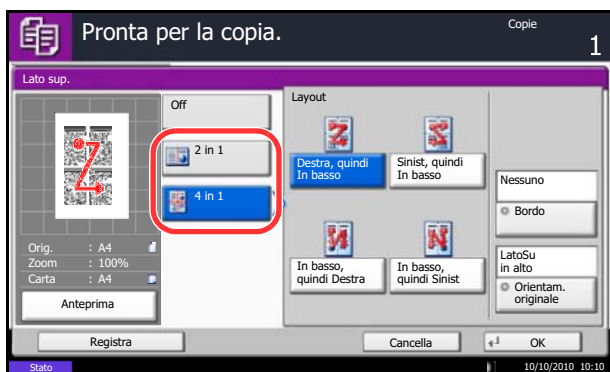 Pronta per la copia.
Copie
1
Lato sup.
Off
2 in 1
4 in 1
Layout
Destra, quindi
In basso
Sinist, quindi
In basso
In basso,
quindi Destra
In basso,
quindi Sinist
Nessuno
Bordo
LatoSu
in alto
Orientam.
originale
Orig. : A4
Zoom : 100%
Carta : A4
Anteprima
Registra
Cancella
OK
Stato
10/10/2010 10:10